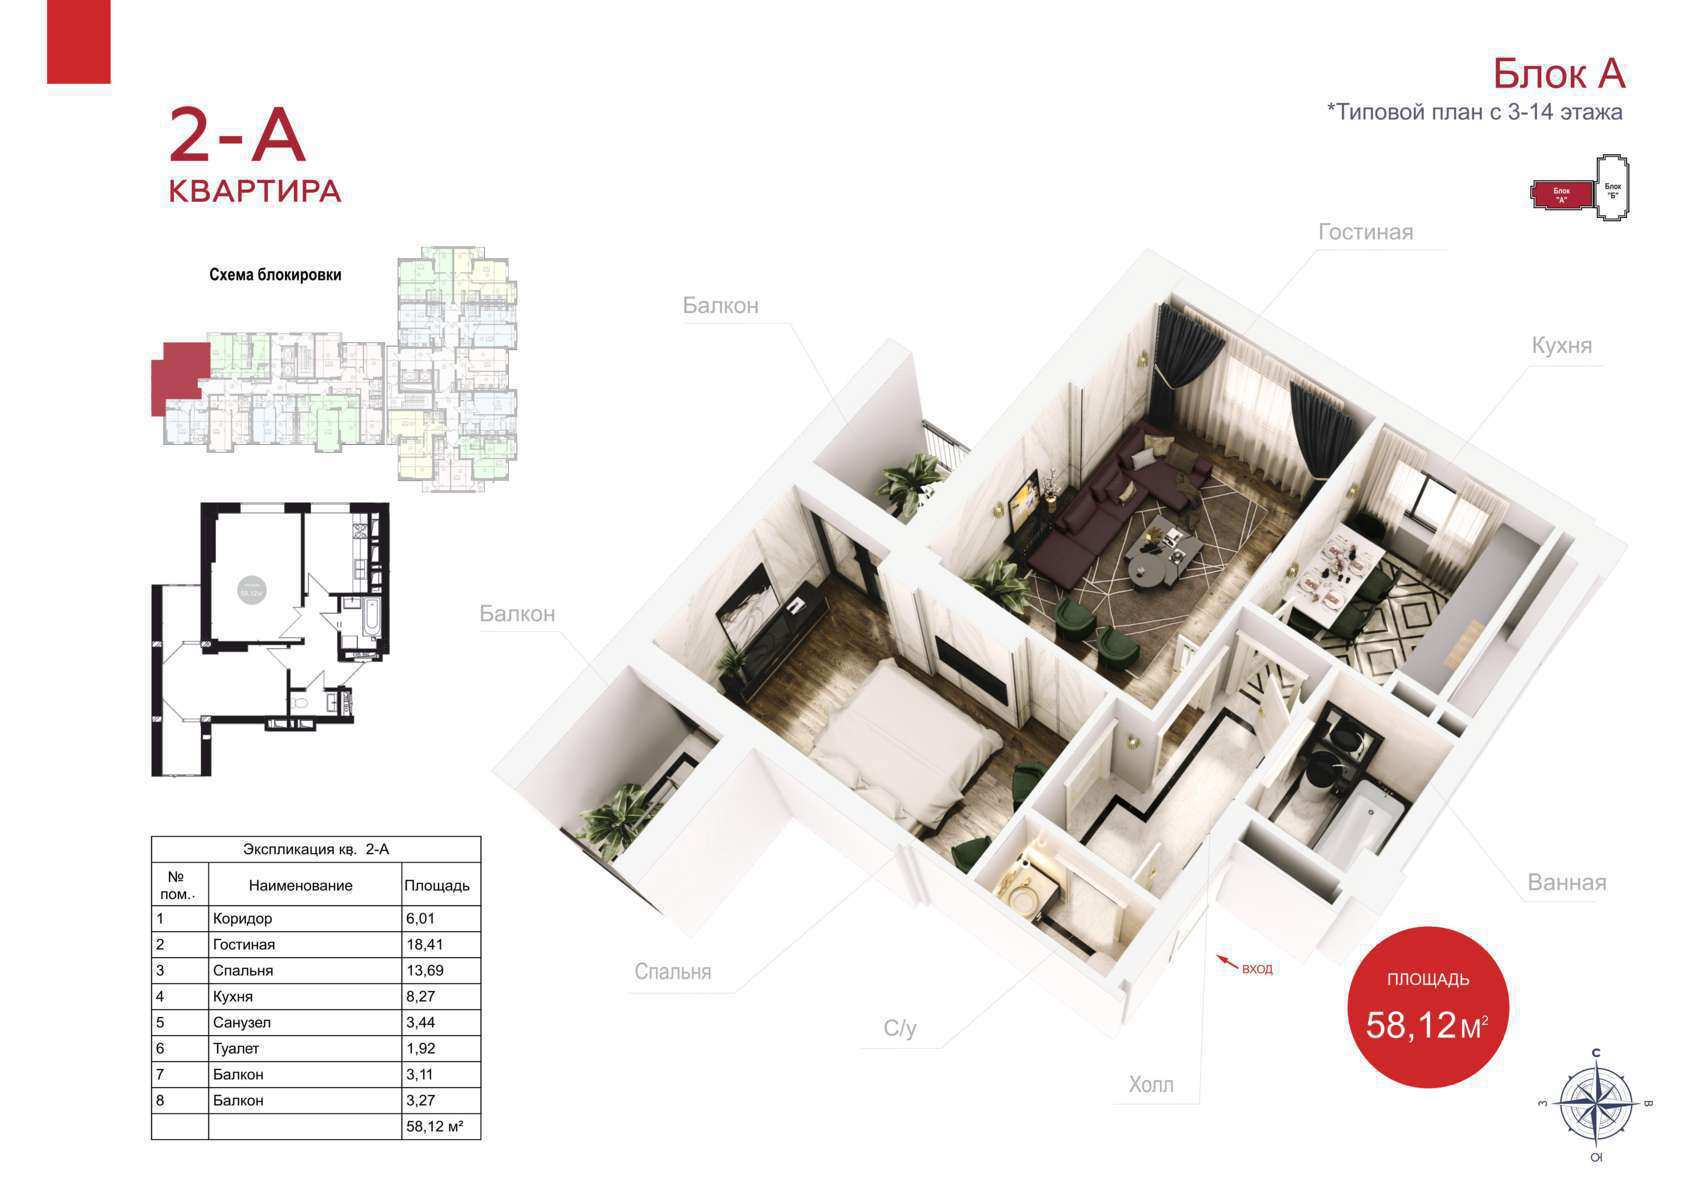 Блок А
*Типовой план с 3-14 этажа
2-А
КВАРТИРА
Блок
"А"
Блок
"Б"
Схема блокировки
Гостиная
Балкон
Кухня
Балкон
58,12м²
Экспликация кв. 2-А
№ пом.. Наименование Площадь
1 Коридор 6,01
2 Гостиная 18,41
3 Спальня 13,69
4 Кухня 8,27
5 Санузел 3,44
6 Туалет 1,92
7 Балкон 3,11
8 Балкон 3,27
58,12 м²
Ванная
Спальня
ВХОД
С/у
Холл
ПЛОЩАДЬ
58,12м²
С
З
В
Ю